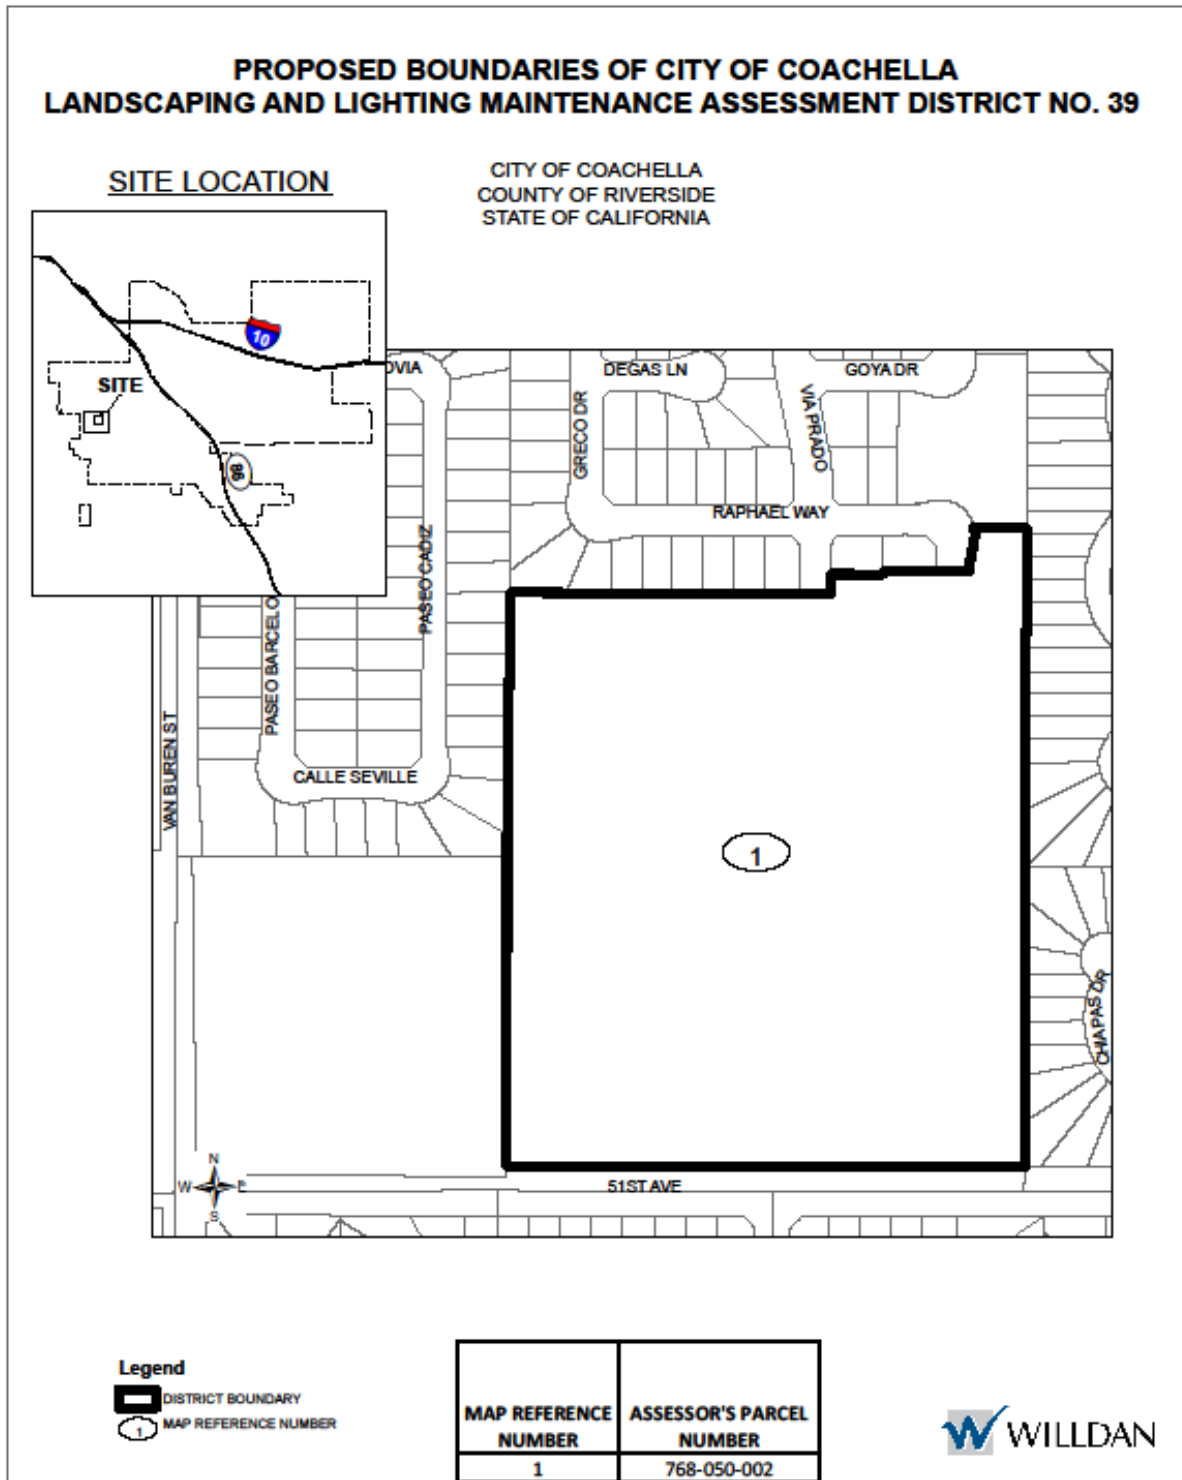 PROPOSED BOUNDARIES OF CITY OF COACHELLA
LANDSCAPING AND LIGHTING MAINTENANCE ASSESSMENT DISTRICT NO. 39
SITE LOCATION
CITY OF COACHELLA
COUNTY OF RIVERSIDE
STATE OF CALIFORNIA
10
SITE
86
OVIA
DEGAS LN
GOYA DR
GRECO DR
VIA PRADO
RAPHAEL WAY
PASEO CADIZ
PASEO BARCELO
VAN BUREN ST
CALLE SEVILLE
1
CHIAPAS DR
N
W
E
S
51ST AVE
Legend
DISTRICT BOUNDARY
1 MAP REFERENCE NUMBER
MAP REFERENCE NUMBER
ASSESSOR'S PARCEL NUMBER
1
768-050-002
WILLDAN